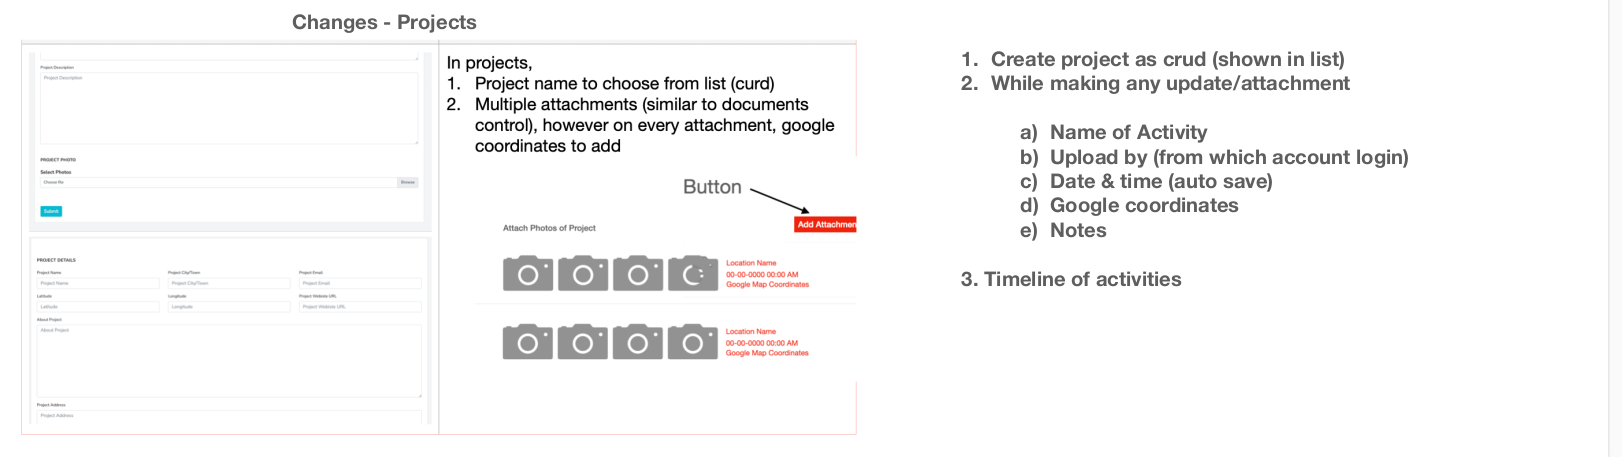 Changes - Projects
Project Description
Project Description
PROJECT PHOTO
Select Photos
Choose file
Browse
Submit
PROJECT DETAILS
Project Name
Project City/Town
Project Email
Project Name
Project City/Town
Project Email
Latitude
Longitude
Project Website URL
Latitude
Longitude
Project Website URL
About Project
About Project
Project Address
Project Address
In projects,
1. Project name to choose from list (curd)
2. Multiple attachments (similar to documents
control), however on every attachment, google
coordinates to add
Button
Add Attachmen
Attach Photos of Project
Location Name
00-00-0000 00:00 AM
Google Map Coordinates
Location Name
00-00-0000 00:00 AM
Google Map Coordinates
1. Create project as crud (shown in list)
2. While making any update/attachment
a) Name of Activity
b) Upload by (from which account login)
c) Date & time (auto save)
d) Google coordinates
e) Notes
3. Timeline of activities